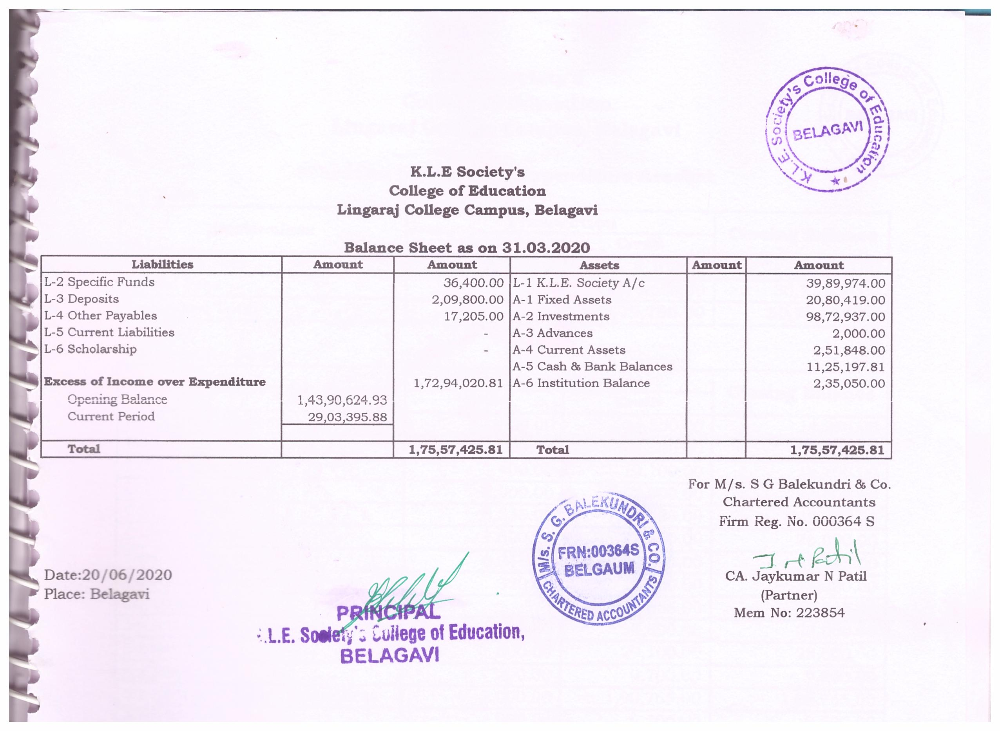 K.L.E. Society's College of Education
BELAGAVI
K.L.E Society's
College of Education
Lingaraj College Campus, Belagavi
Balance Sheet as on 31.03.2020
Liabilities Amount Amount Assets Amount Amount
L-2 Specific Funds 36,400.00 L-1 K.L.E. Society A/c 39,89,974.00
L-3 Deposits 2,09,800.00 A-1 Fixed Assets 20,80,419.00
L-4 Other Payables 17,205.00 A-2 Investments 98,72,937.00
L-5 Current Liabilities - A-3 Advances 2,000.00
L-6 Scholarship - A-4 Current Assets 2,51,848.00
A-5 Cash & Bank Balances 11,25,197.81
Excess of Income over Expenditure 1,72,94,020.81 A-6 Institution Balance 2,35,050.00
Opening Balance 1,43,90,624.93
Current Period 29,03,395.88
Total 1,75,57,425.81 Total 1,75,57,425.81
For M/s. S G Balekundri & Co.
Chartered Accountants
Firm Reg. No. 000364 S
M/s. S. G. BALEKUNDRI & CO.
FRN:00364S
BELGAUM
CHARTERED ACCOUNTANTS
J N Patil
CA. Jaykumar N Patil
(Partner)
Mem No: 223854
Date:20/06/2020
Place: Belagavi
PRINCIPAL
.L.E. Society's College of Education,
BELAGAVI